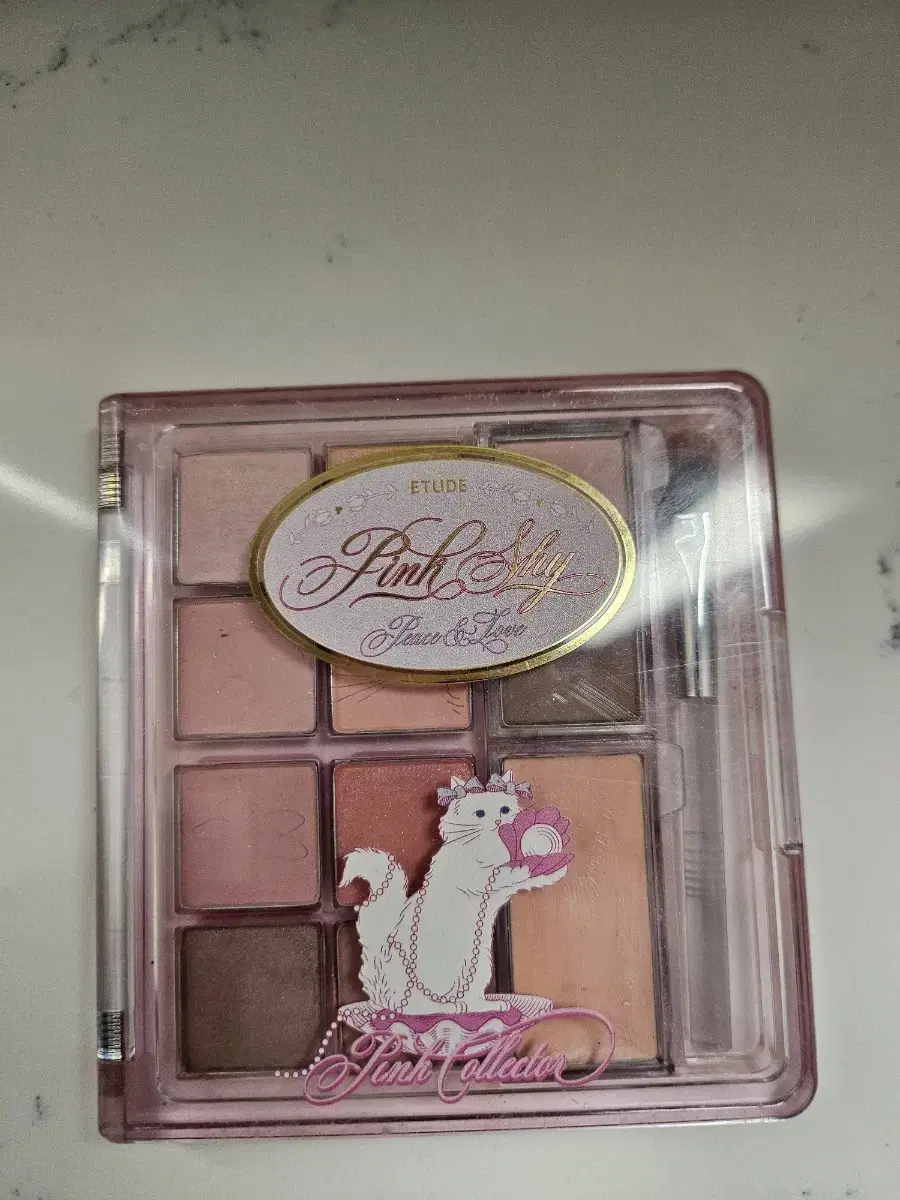 ETUDE
Pink Shy
Peace & Love
Pink Collector